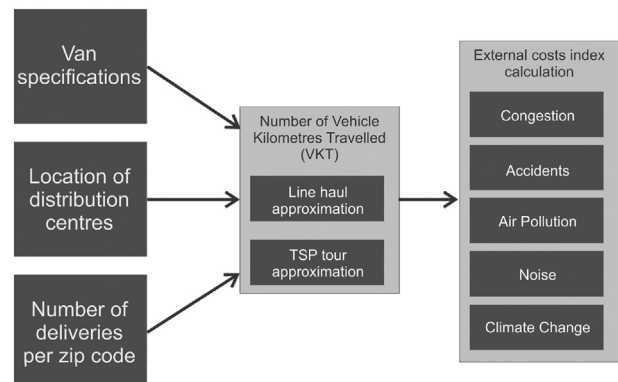 Van
specifications
Location of
distribution
centres
Number of
deliveries
per zip code
Number of Vehicle
Kilometres Travelled
(VKT)
Line haul
approximation
TSP tour
approximation
External costs index
calculation
Congestion
Accidents
Air Pollution
Noise
Climate Change